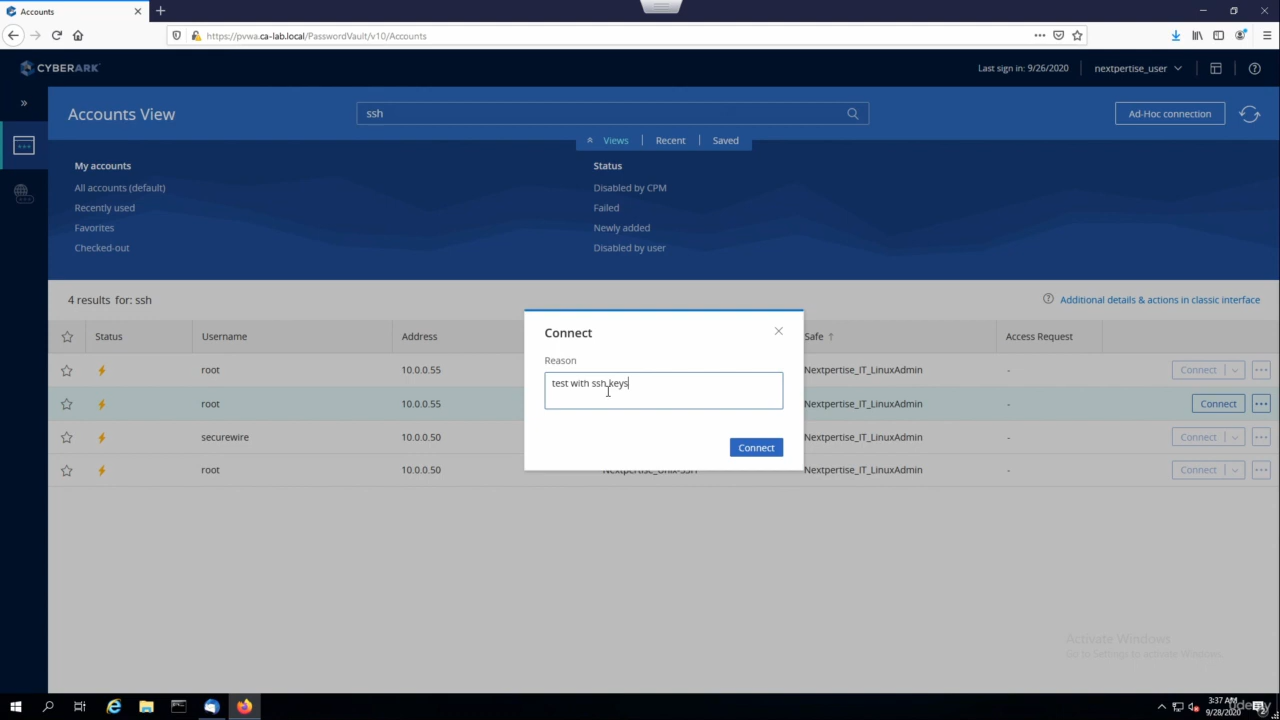 Accounts
https://pvwa.ca-lab.local/PasswordVault/v10/Accounts
CYBERARK
Last sign in: 9/26/2020
nextpertise_user
Accounts View
ssh
Ad-Hoc connection
Views
Recent
Saved
My accounts
Status
All accounts (default)
Disabled by CPM
Recently used
Failed
Favorites
Newly added
Checked-out
Disabled by user
4 results for: ssh
Additional details & actions in classic interface
Connect
Status
Username
Address
Safe
Access Request
Reason
root
10.0.0.55
Nextpertise_IT_LinuxAdmin
-
Connect
test with ssh keys
root
10.0.0.55
Nextpertise_IT_LinuxAdmin
-
Connect
securewire
10.0.0.50
Nextpertise_IT_LinuxAdmin
-
Connect
Connect
root
10.0.0.50
Nextpertise_Unix-SSH
Nextpertise_IT_LinuxAdmin
-
Connect
Activate Windows
Go to Settings to activate Windows.
3:37 AM
9/28/2020
udemy